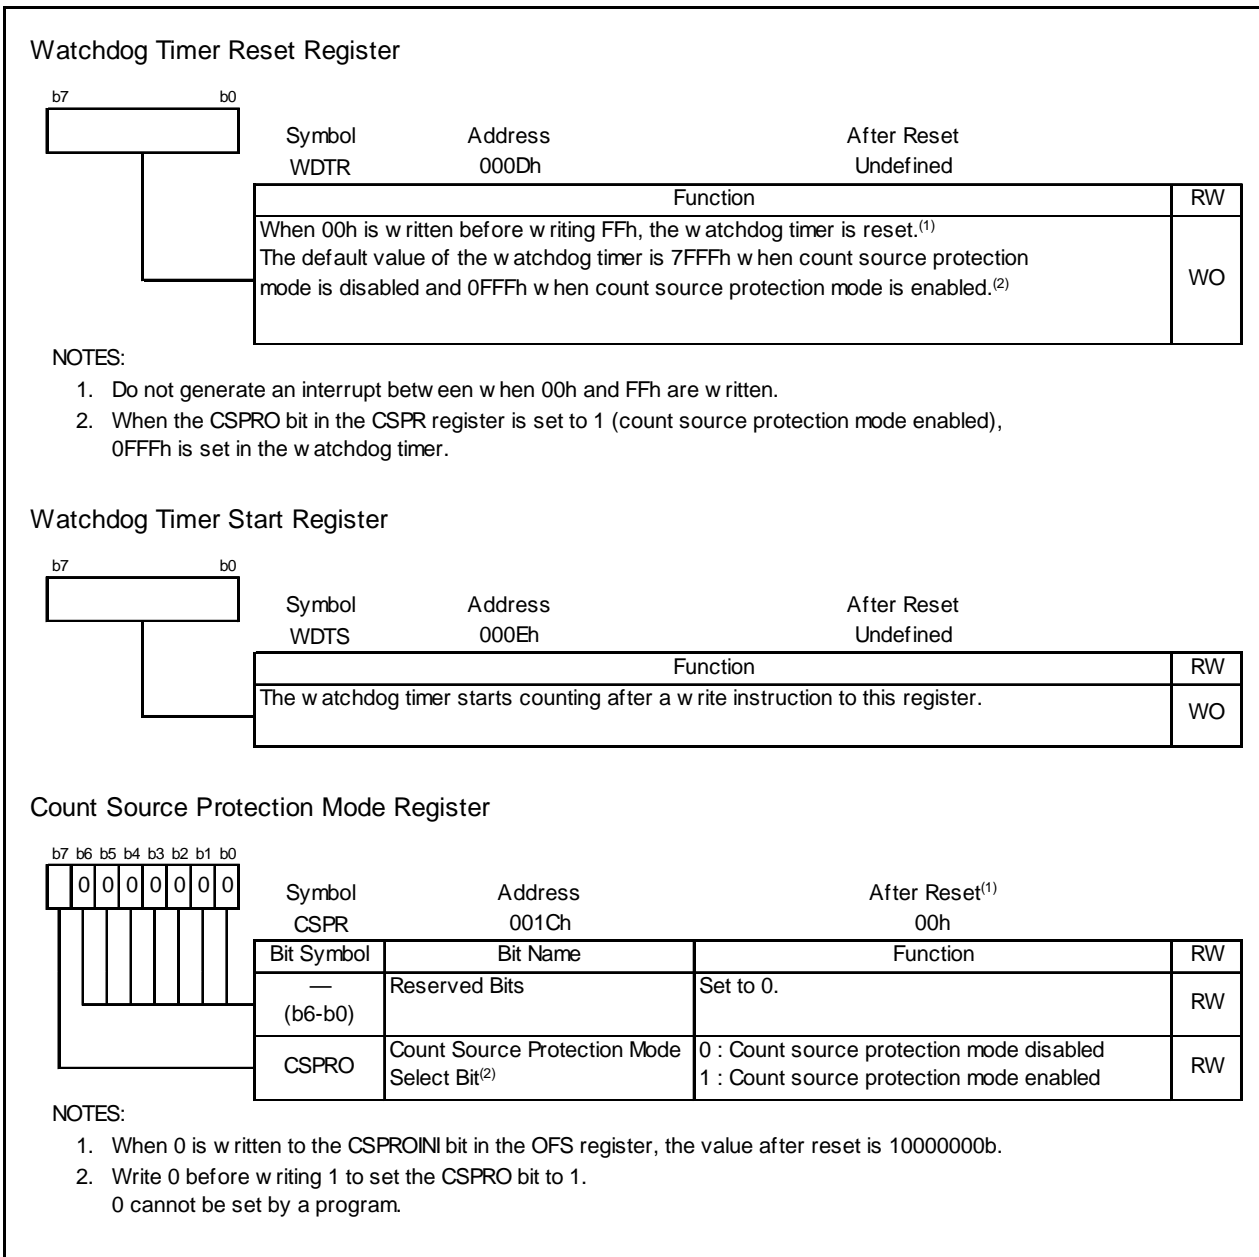 Watchdog Timer Reset Register
b7 b0
Symbol Address After Reset
WDTR 000Dh Undefined
Function RW
When 00h is written before writing FFh, the watchdog timer is reset.(1)
The default value of the watchdog timer is 7FFFh when count source protection
mode is disabled and 0FFFh when count source protection mode is enabled.(2)
WO
NOTES:
1. Do not generate an interrupt between when 00h and FFh are written.
2. When the CSPRO bit in the CSPR register is set to 1 (count source protection mode enabled),
0FFFh is set in the watchdog timer.
Watchdog Timer Start Register
b7 b0
Symbol Address After Reset
WDTS 000Eh Undefined
Function RW
The watchdog timer starts counting after a write instruction to this register.
WO
Count Source Protection Mode Register
b7 b6 b5 b4 b3 b2 b1 b0
0 0 0 0 0 0 0
Symbol Address After Reset(1)
CSPR 001Ch 00h
Bit Symbol Bit Name Function RW
— Reserved Bits Set to 0.
(b6-b0) RW
CSPRO Count Source Protection Mode 0 : Count source protection mode disabled RW
Select Bit(2) 1 : Count source protection mode enabled
NOTES:
1. When 0 is written to the CSPROINI bit in the OFS register, the value after reset is 10000000b.
2. Write 0 before writing 1 to set the CSPRO bit to 1.
0 cannot be set by a program.